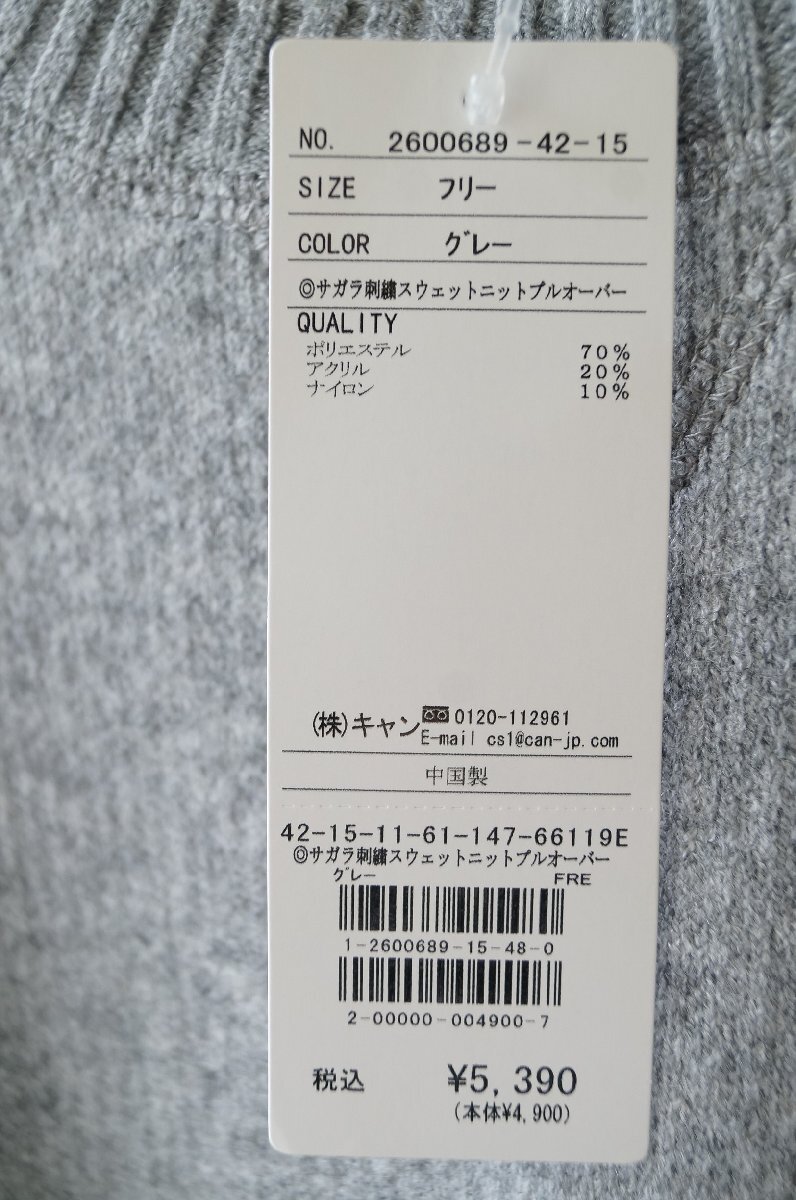 NO. 2600689-42-15
SIZE フリー
COLOR グレー
◎サガラ刺繍スウェットニットプルオーバー
QUALITY
ポリエステル 70%
アクリル 20%
ナイロン 10%
(株)キャン 0120-112961
E-mail cs1@can-jp.com
中国製
42-15-11-61-147-66119E
◎サガラ刺繍スウェットニットプルオーバー
グレー FRE
1-2600689-15-48-0
2-00000-004900-7
税込 ¥5,390
(本体¥4,900)